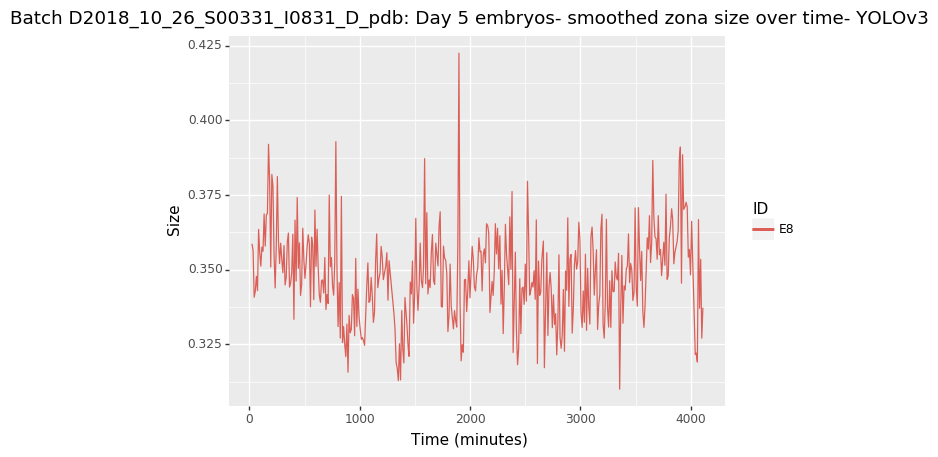 Batch D2018_10_26_S00331_I0831_D_pdb: Day 5 embryos- smoothed zona size over time- YOLOv3
0.425
0.400
0.375
0.350
0.325
Size
0
1000
2000
3000
4000
Time (minutes)
ID
E8